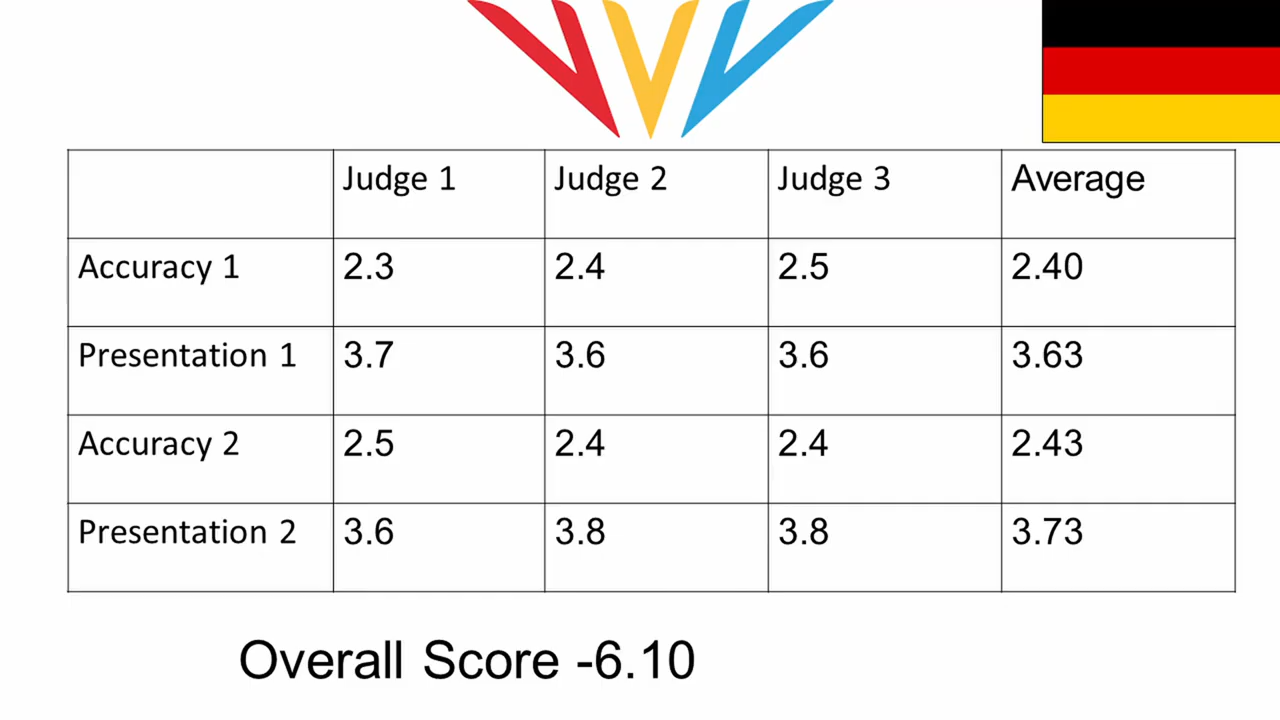 Judge 1 Judge 2 Judge 3 Average
Accuracy 1 2.3 2.4 2.5 2.40
Presentation 1 3.7 3.6 3.6 3.63
Accuracy 2 2.5 2.4 2.4 2.43
Presentation 2 3.6 3.8 3.8 3.73
Overall Score -6.10